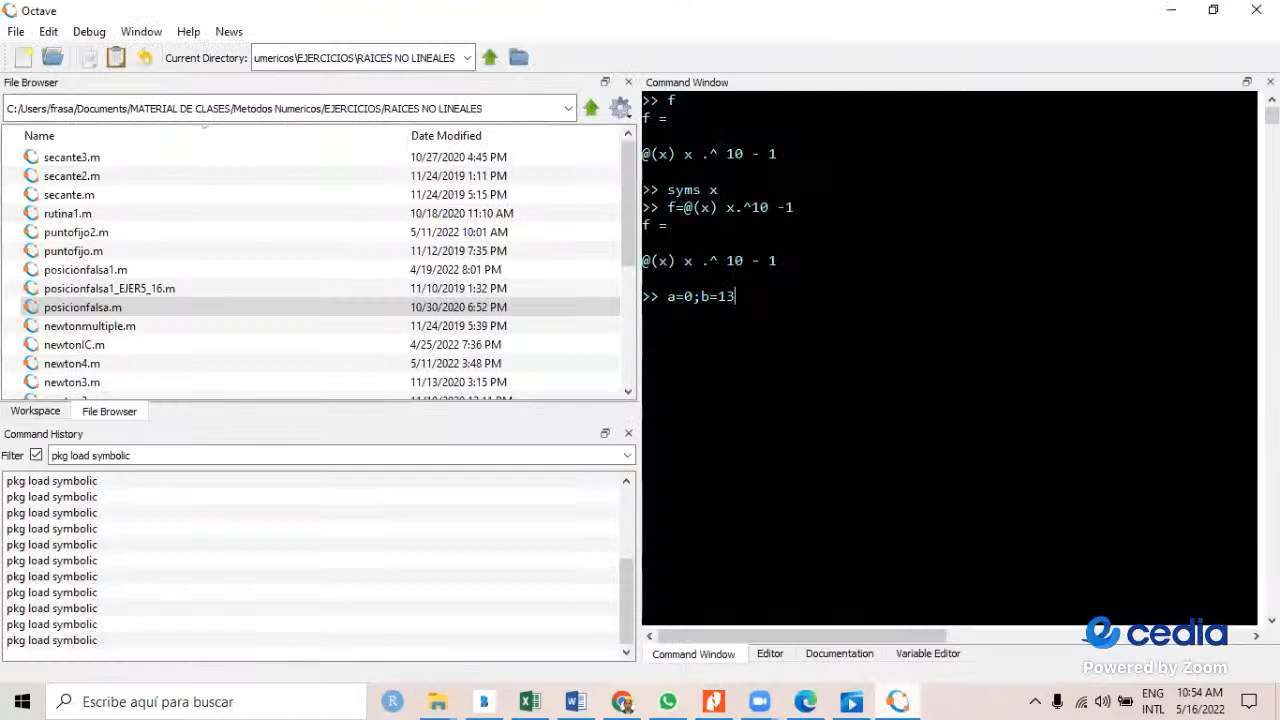 Octave
File Edit Debug Window Help News
Current Directory: umericos\EJERCICIOS\RAICES NO LINEALES
File Browser
C:/Users/frasa/Documents/MATERIAL DE CLASES/Metodos Numericos/EJERCICIOS/RAICES NO LINEALES
Name Date Modified
secante3.m 10/27/2020 4:45 PM
secante2.m 11/24/2019 1:11 PM
secante.m 11/24/2019 5:15 PM
rutina1.m 10/18/2020 11:10 AM
puntofijo2.m 5/11/2022 10:01 AM
puntofijo.m 11/12/2019 7:35 PM
posicionfalsa1.m 4/19/2022 8:01 PM
posicionfalsa1_EJER5_16.m 11/10/2019 1:32 PM
posicionfalsa.m 10/30/2020 6:52 PM
newtonmultiple.m 11/24/2019 5:39 PM
newtonIC.m 4/25/2022 7:36 PM
newton4.m 5/11/2022 3:48 PM
newton3.m 11/13/2020 3:15 PM
Workspace File Browser
Command History
Filter pkg load symbolic
pkg load symbolic
pkg load symbolic
pkg load symbolic
pkg load symbolic
pkg load symbolic
pkg load symbolic
pkg load symbolic
pkg load symbolic
pkg load symbolic
pkg load symbolic
pkg load symbolic
Command Window
>> f
f =
@(x) x .^ 10 - 1
>> syms x
>> f=@(x) x.^10 -1
f =
@(x) x .^ 10 - 1
>> a=0;b=13
cedia
Powered by Zoom
Command Window Editor Documentation Variable Editor
Escribe aquí para buscar
ENG
INTL
10:54 AM
5/16/2022